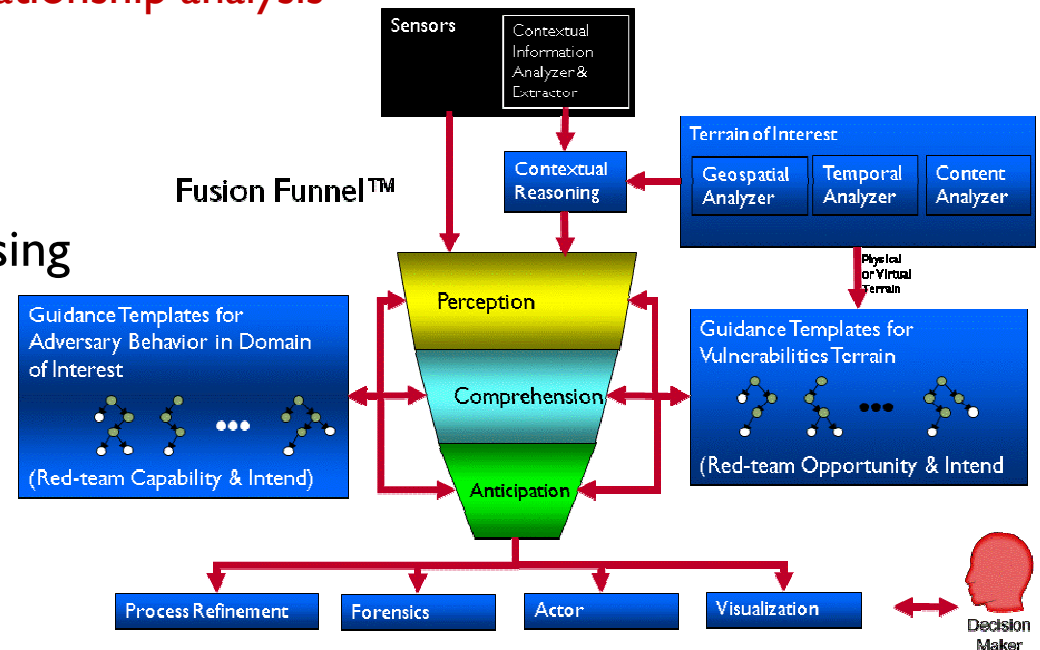 ationship analysis
Sensors
Contextual
Information
Analyzer &
Extractor
Terrain of Interest
Geospatial
Analyzer
Temporal
Analyzer
Content
Analyzer
Contextual
Reasoning
Fusion Funnel™
sing
Physical
or Virtual
Terrain
Perception
Comprehension
Anticipation
Guidance Templates for
Adversary Behavior in Domain
of Interest
(Red-team Capability & Intend)
Guidance Templates for
Vulnerabilities Terrain
(Red-team Opportunity & Intend
Process Refinement
Forensics
Actor
Visualization
Decision
Maker